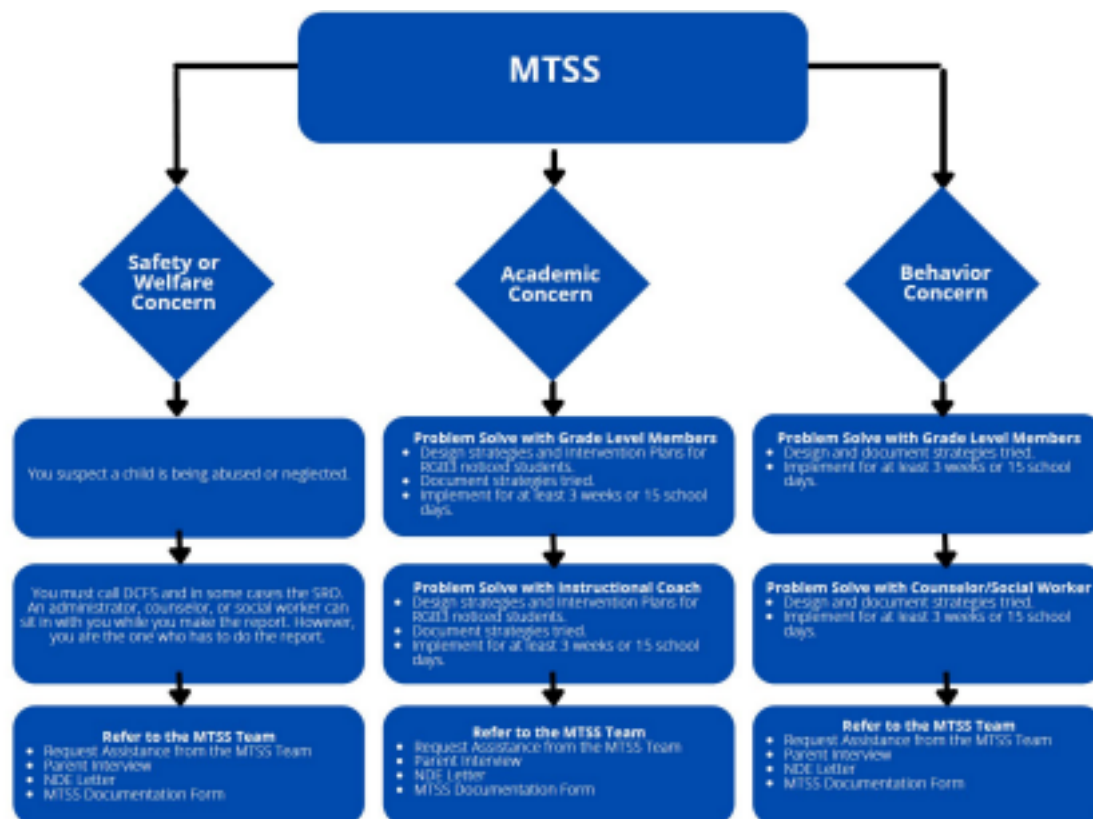 MTSS
Safety or
Welfare
Concern
Academic
Concern
Behavior
Concern
You suspect a child is being abused or neglected.
Problem Solve with Grade Level Members
• Design strategies and Intervention Plans for
noticed students.
• Document strategies tried.
• Implement for at least 3 weeks or 15 school
days.
Problem Solve with Grade Level Members
• Design and document strategies tried.
• Implement for at least 3 weeks or 15 school
days.
You must call DCFS and in some cases the SRO.
An administrator, counselor, or social worker can
sit in with you while you make the report. However,
you are the one who has to do the report.
Problem Solve with Instructional Coach
• Design strategies and Intervention Plans for
noticed students.
• Document strategies tried.
• Implement for at least 3 weeks or 15 school
days.
Problem Solve with Counselor/Social Worker
• Design and document strategies tried.
• Implement for at least 3 weeks or 15 school
days.
Refer to the MTSS Team
• Request Assistance from the MTSS Team
• Parent Interview
• NDE Letter
• MTSS Documentation Form
Refer to the MTSS Team
• Request Assistance from the MTSS Team
• Parent Interview
• NDE Letter
• MTSS Documentation Form
Refer to the MTSS Team
• Request Assistance from the MTSS Team
• Parent Interview
• NDE Letter
• MTSS Documentation Form